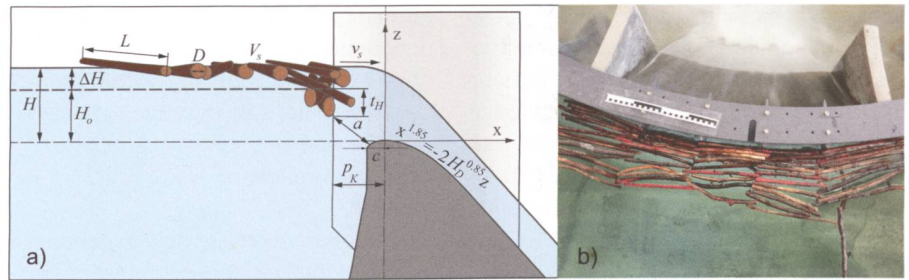 L
D
V_s
v_s
z
ΔH
H
H_o
t_H
a
x
x^1.85 = -2H_D^0.85 z
c
p_K
a)
b)